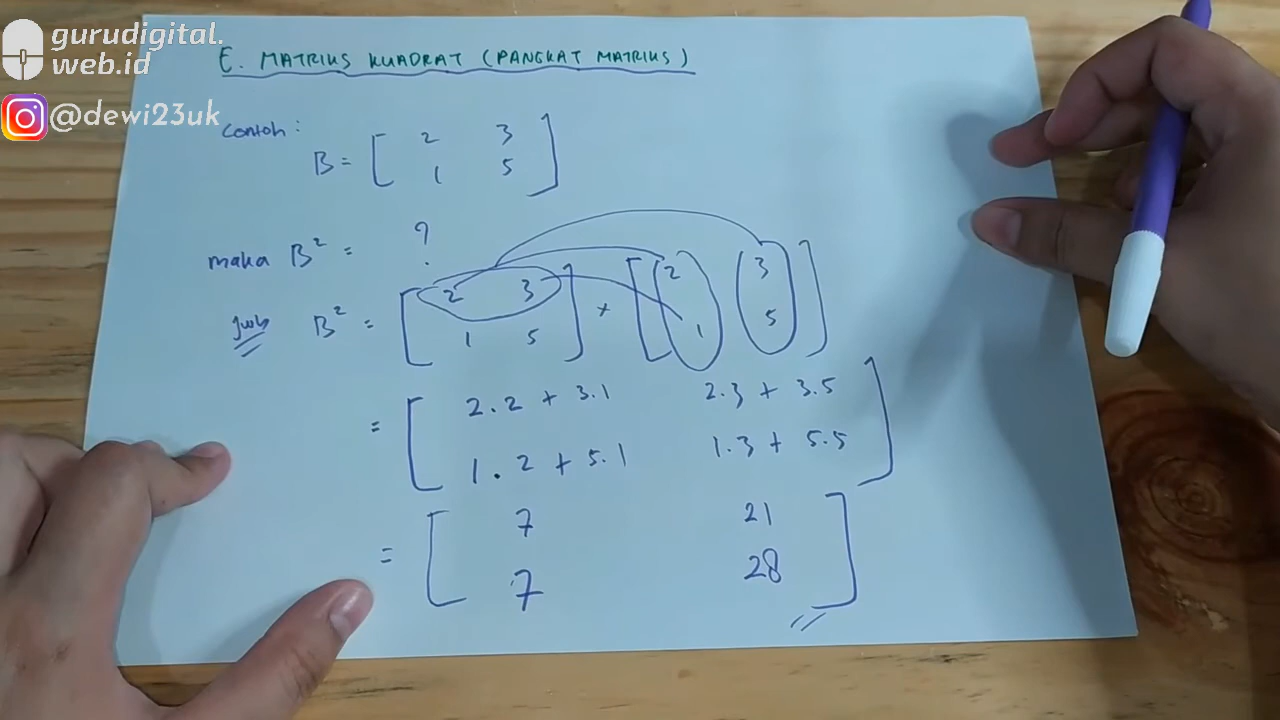 gurudigital.
web.id
@dewi23uk
E. MATRIKS KUADRAT (PANGKAT MATRIKS)
Contoh:
B = [ 2 3
1 5 ]
maka B² = ?
Jwb B² = [ 2 3
1 5 ] × [ 2 3
1 5 ]
= [ 2.2 + 3.1 2.3 + 3.5
1.2 + 5.1 1.3 + 5.5 ]
= [ 7 21
7 28 ]